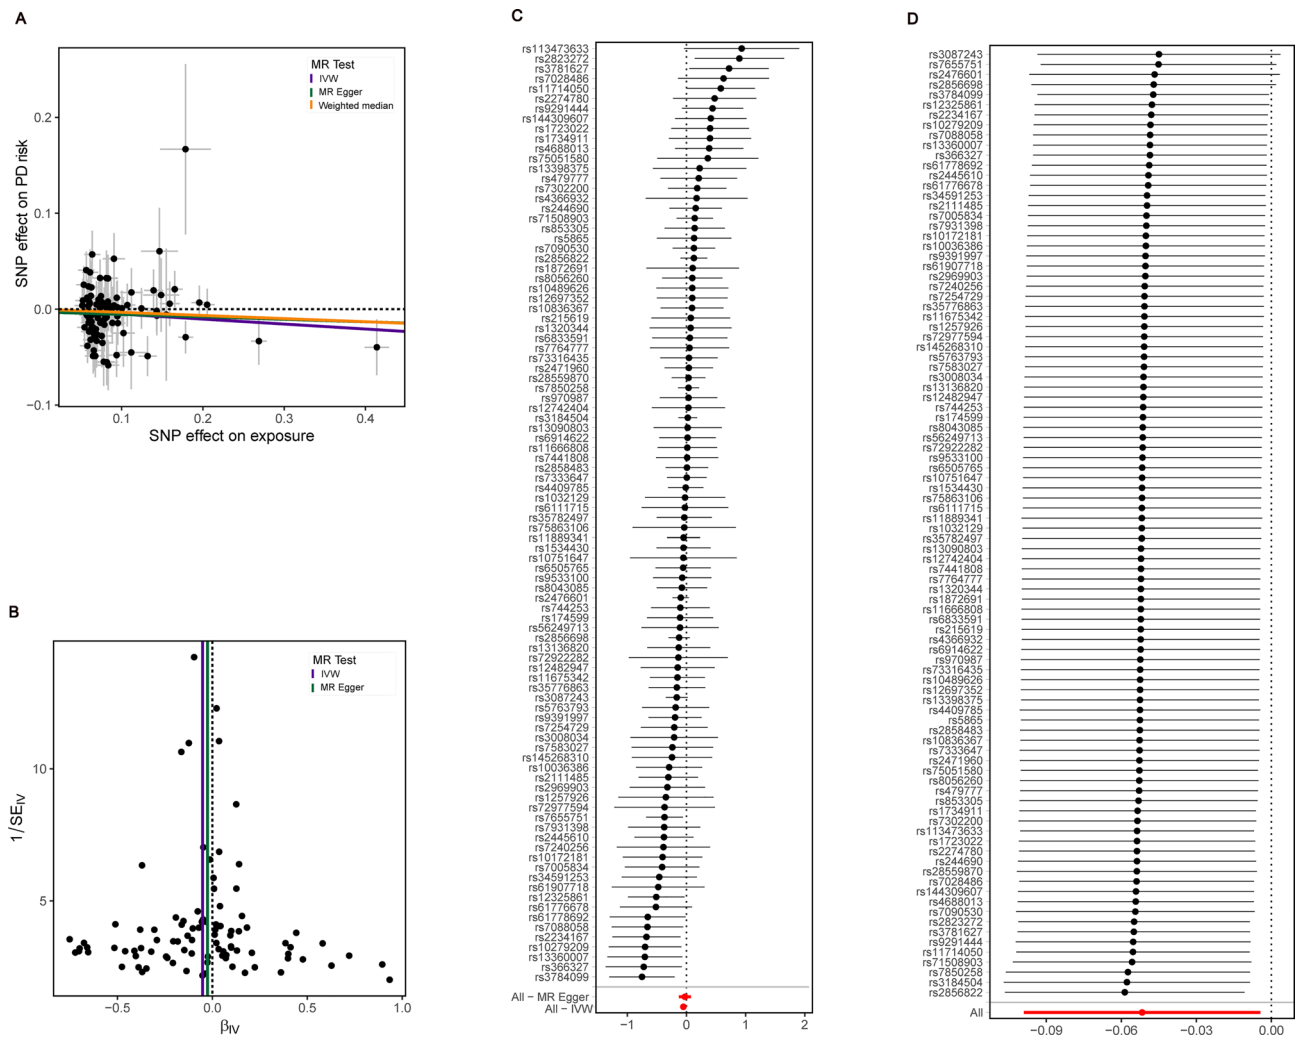 A
MR Test
IVW
MR Egger
Weighted median
SNP effect on PD risk
0.2
0.1
0.0
−0.1
0.1
0.2
0.3
0.4
SNP effect on exposure
B
MR Test
IVW
MR Egger
1/SE_IV
10
5
−0.5
0.0
0.5
1.0
β_IV
C
rs113473633
rs2823272
rs3781627
rs7028486
rs11714050
rs2274780
rs9291444
rs144309607
rs1723022
rs1734911
rs4688013
rs75051580
rs13398375
rs479777
rs7302200
rs4366932
rs244690
rs71508903
rs853305
rs5865
rs7090530
rs2856822
rs1872691
rs8056260
rs10489626
rs12697352
rs10836367
rs215619
rs1320344
rs6833591
rs7764777
rs73316435
rs2471960
rs28559870
rs7850258
rs970987
rs12742404
rs3184504
rs13090803
rs6914622
rs11666808
rs7441808
rs2858483
rs7333647
rs4409785
rs1032129
rs6111715
rs35782497
rs75863106
rs11889341
rs1534430
rs10751647
rs6505765
rs9533100
rs8043085
rs2476601
rs744253
rs174599
rs56249713
rs2856698
rs13136820
rs72922282
rs12482947
rs11675342
rs35776863
rs3087243
rs5763793
rs9391997
rs7254729
rs3008034
rs7583027
rs145268310
rs10036386
rs2111485
rs2969903
rs1257926
rs72977594
rs7655751
rs7931398
rs2445610
rs7240256
rs10172181
rs7005834
rs34591253
rs61907718
rs12325861
rs61776678
rs61778692
rs7088058
rs2234167
rs10279209
rs13360007
rs366327
rs3784099
All − MR Egger
All − IVW
−1
0
1
2
D
rs3087243
rs7655751
rs2476601
rs2856698
rs3784099
rs12325861
rs2234167
rs10279209
rs7088058
rs13360007
rs366327
rs61778692
rs2445610
rs61776678
rs34591253
rs2111485
rs7005834
rs7931398
rs10172181
rs10036386
rs9391997
rs61907718
rs2969903
rs7240256
rs7254729
rs35776863
rs11675342
rs1257926
rs72977594
rs145268310
rs5763793
rs7583027
rs3008034
rs13136820
rs12482947
rs744253
rs174599
rs8043085
rs56249713
rs72922282
rs9533100
rs6505765
rs10751647
rs1534430
rs75863106
rs6111715
rs11889341
rs1032129
rs35782497
rs13090803
rs12742404
rs7441808
rs7764777
rs1320344
rs1872691
rs11666808
rs6833591
rs215619
rs4366932
rs6914622
rs970987
rs73316435
rs10489626
rs12697352
rs13398375
rs4409785
rs5865
rs2858483
rs10836367
rs7333647
rs2471960
rs75051580
rs8056260
rs479777
rs853305
rs1734911
rs7302200
rs113473633
rs1723022
rs2274780
rs244690
rs28559870
rs7028486
rs144309607
rs4688013
rs7090530
rs2823272
rs3781627
rs9291444
rs11714050
rs71508903
rs7850258
rs3184504
rs2856822
All
−0.09
−0.06
−0.03
0.00